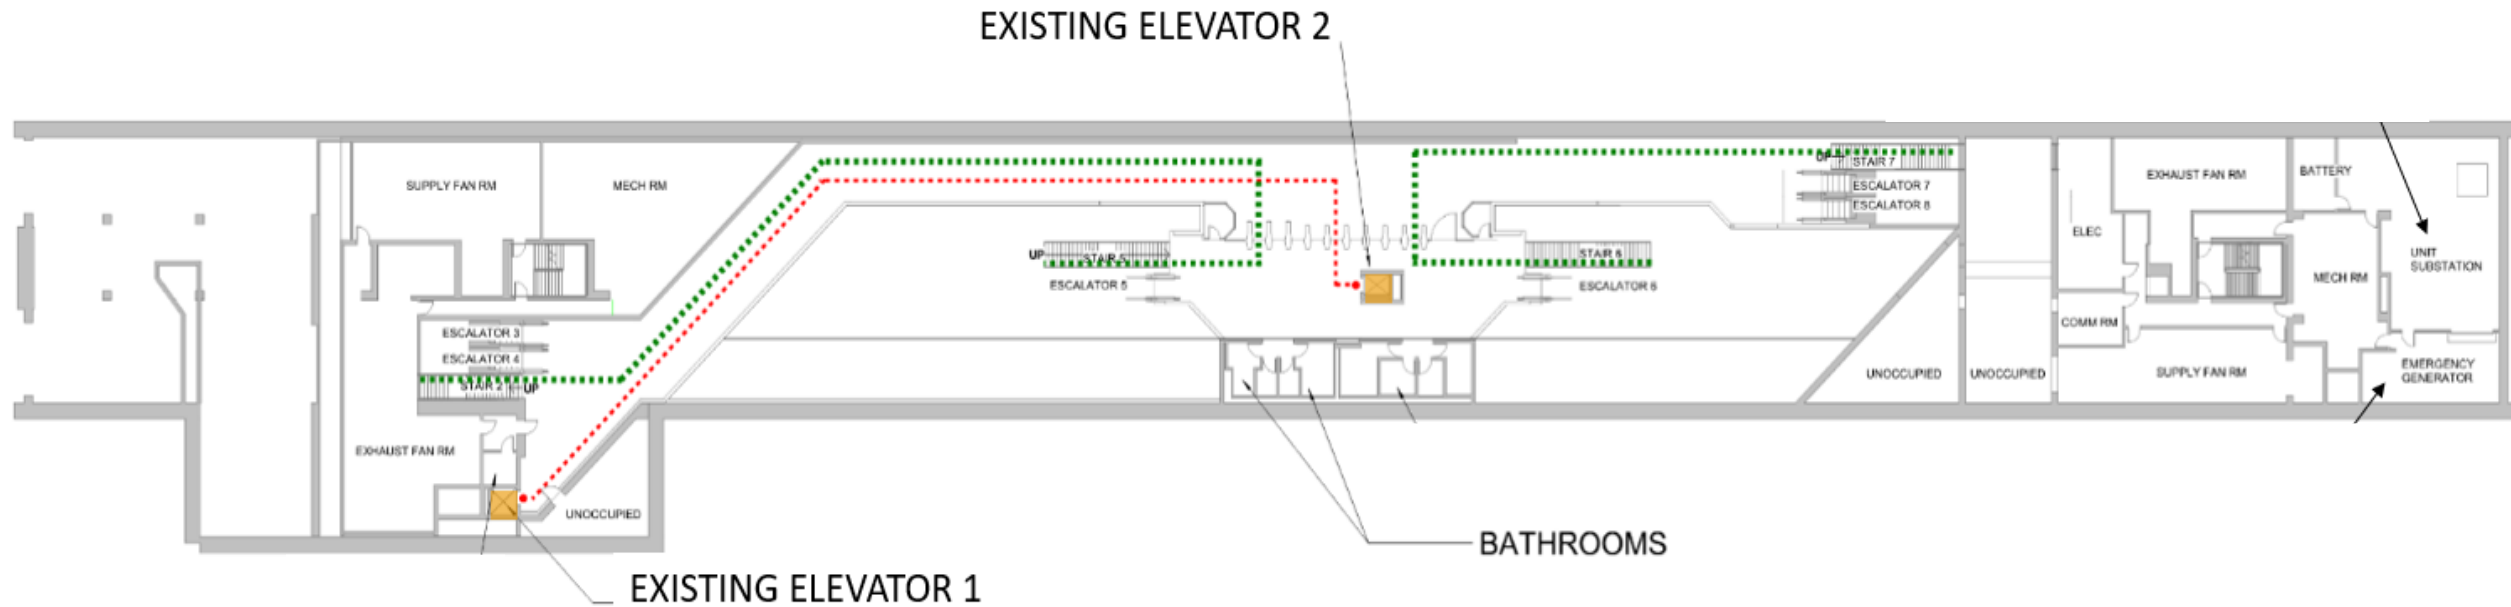 EXISTING ELEVATOR 2
SUPPLY FAN RM
MECH RM
UP
STAIR 7
ESCALATOR 7
ESCALATOR 8
EXHAUST FAN RM
BATTERY
ELEC
UP
STAIR 5
ESCALATOR 5
STAIR 6
ESCALATOR 6
UNIT
SUBSTATION
MECH RM
ESCALATOR 3
ESCALATOR 4
STAIR 2
UP
COMM RM
UNOCCUPIED
UNOCCUPIED
SUPPLY FAN RM
EMERGENCY
GENERATOR
EXHAUST FAN RM
UNOCCUPIED
BATHROOMS
EXISTING ELEVATOR 1